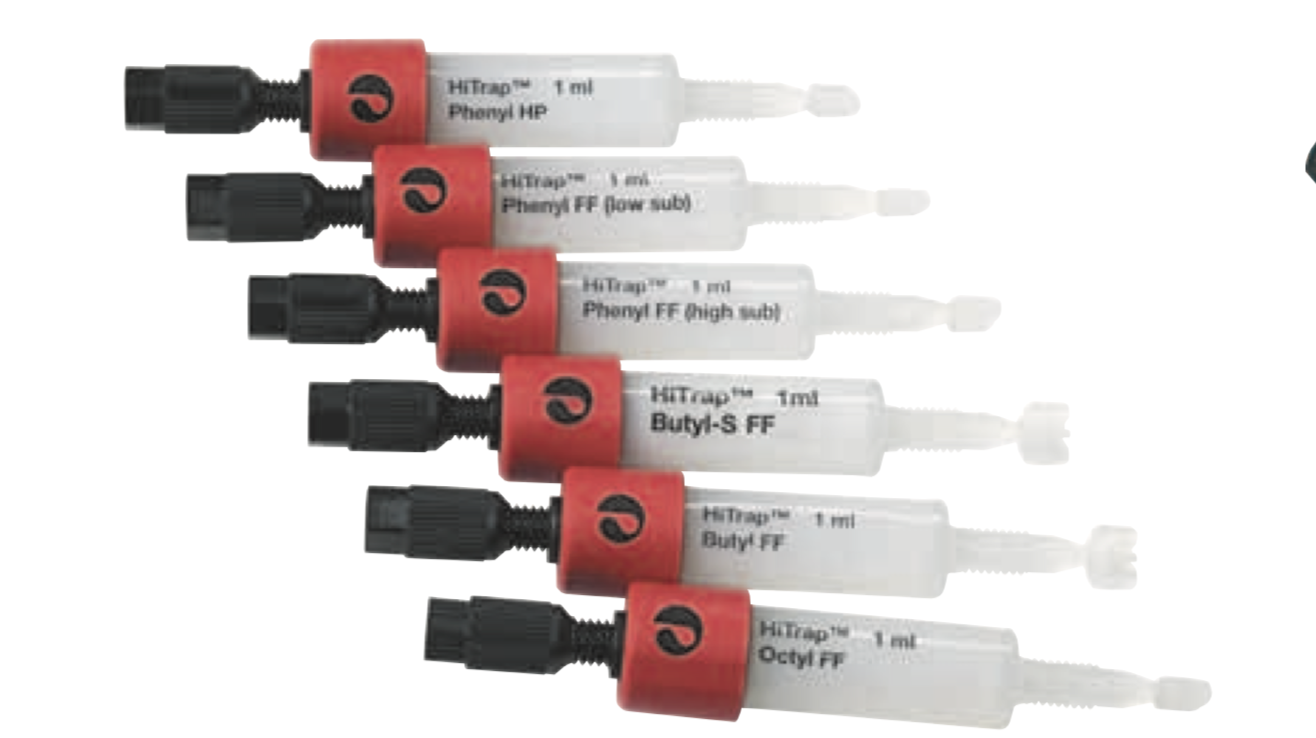 HiTrap™ 1 ml
Phenyl HP
HiTrap™ 1 ml
Phenyl FF (low sub)
HiTrap™ 1 ml
Phenyl FF (high sub)
HiTrap™ 1ml
Butyl-S FF
HiTrap™ 1 ml
Butyl FF
HiTrap™ 1 ml
Octyl FF